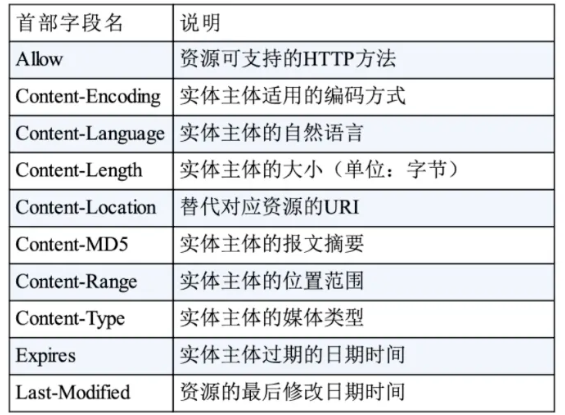 首部字段名 说明
Allow 资源可支持的HTTP方法
Content-Encoding 实体主体适用的编码方式
Content-Language 实体主体的自然语言
Content-Length 实体主体的大小（单位：字节）
Content-Location 替代对应资源的URI
Content-MD5 实体主体的报文摘要
Content-Range 实体主体的位置范围
Content-Type 实体主体的媒体类型
Expires 实体主体过期的日期时间
Last-Modified 资源的最后修改日期时间